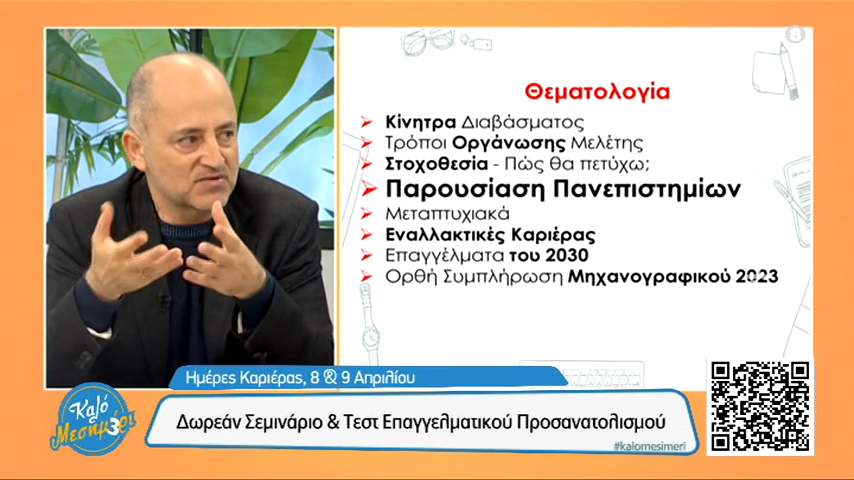 Θεματολογία
Κίνητρα Διαβάσματος
Τρόποι Οργάνωσης Μελέτης
Στοχοθεσία - Πώς θα πετύχω;
Παρουσίαση Πανεπιστημίων
Μεταπτυχιακά
Εναλλακτικές Καριέρας
Επαγγέλματα του 2030
Ορθή Συμπλήρωση Μηχανογραφικού 2023
Ημέρες Καριέρας, 8 & 9 Απριλίου
Δωρεάν Σεμινάριο & Τεστ Επαγγελματικού Προσανατολισμού
#kalomesimeri
Καλό
Μεσημ3ρι